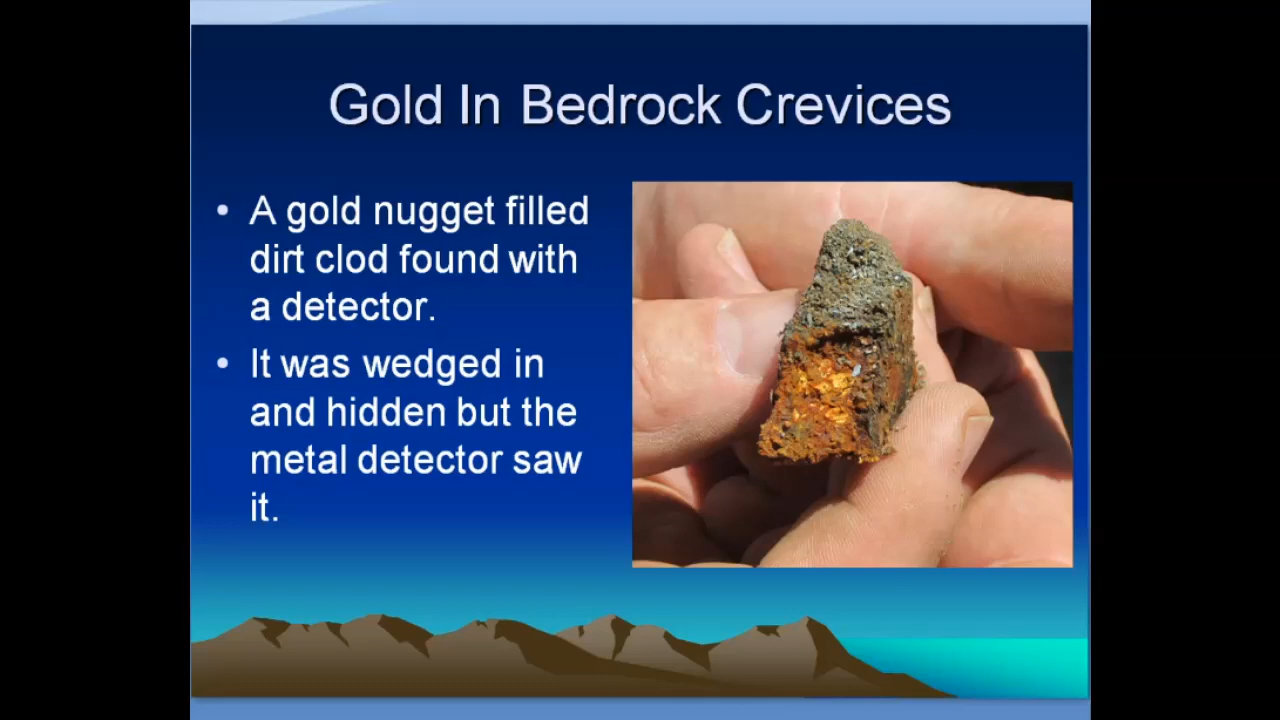 Gold In Bedrock Crevices
• A gold nugget filled
dirt clod found with
a detector.
• It was wedged in
and hidden but the
metal detector saw
it.